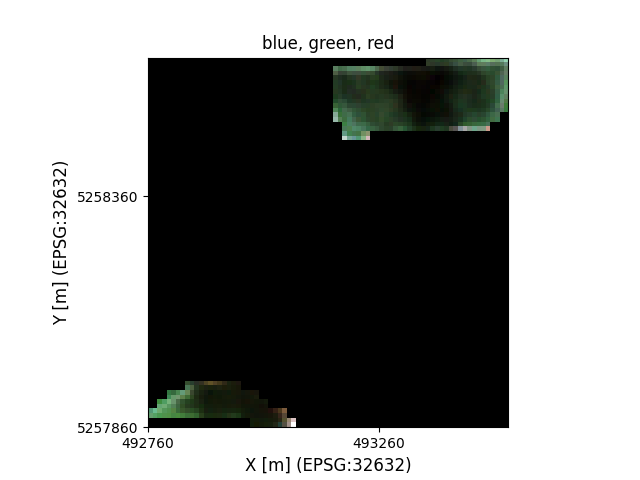 blue, green, red
Y [m] (EPSG:32632)
5258360
5257860
492760
493260
X [m] (EPSG:32632)